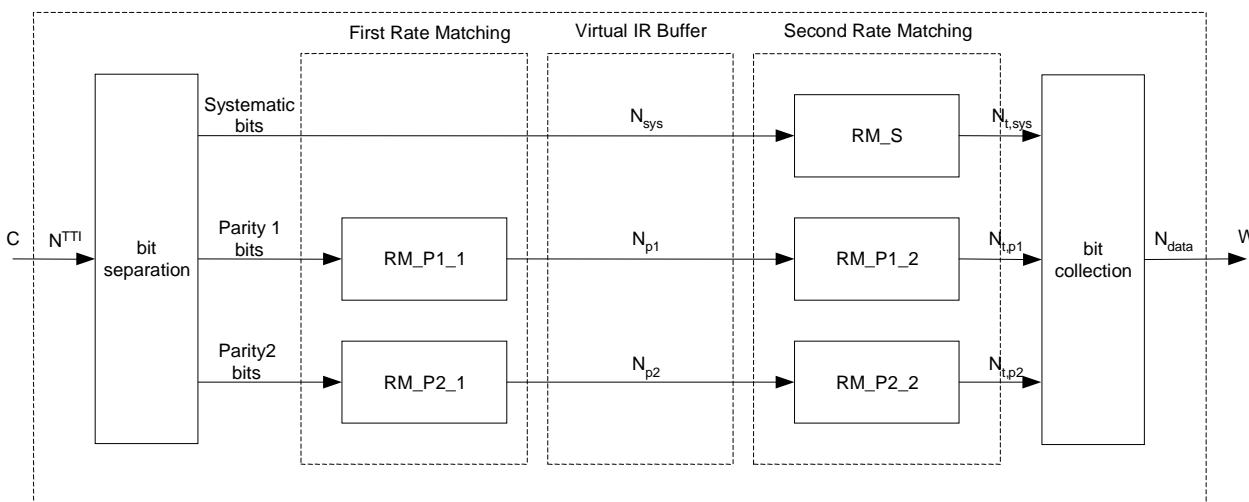 First Rate Matching
Virtual IR Buffer
Second Rate Matching
Systematic
bits
N_sys
RM_S
N_t,sys
C
N^TTI
bit
separation
Parity 1
bits
RM_P1_1
N_p1
RM_P1_2
N_t,p1
bit
collection
N_data
W
Parity2
bits
RM_P2_1
N_p2
RM_P2_2
N_t,p2